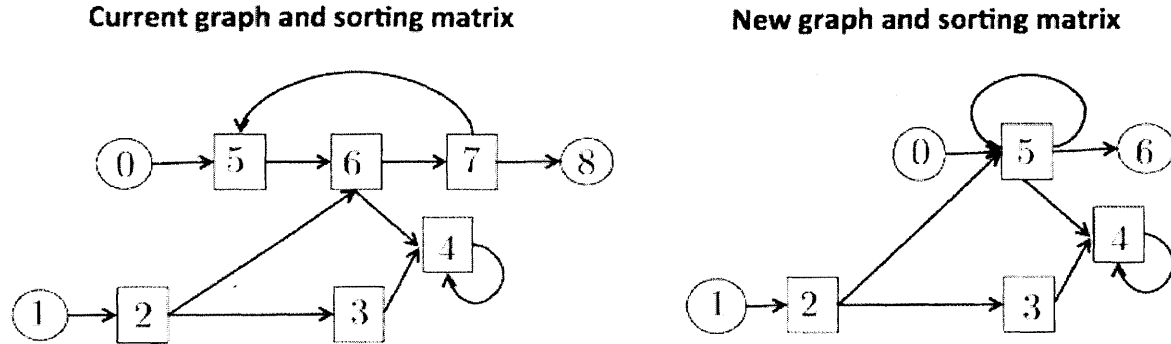 Current graph and sorting matrix
New graph and sorting matrix
0 5 6 7 8
4
1 2 3
0 5 6
4
1 2 3